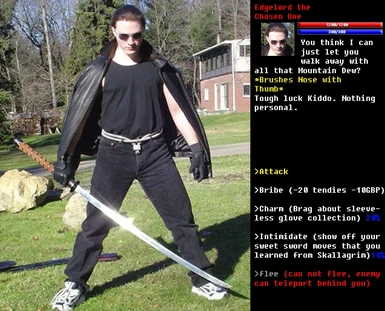 Edgelord the
Chosen One
1200/1200
300/300
You think I can
just let you
walk away with
all that Mountain Dew?
*Brushes Nose with
Thumb*
Tough luck Kiddo. Nothing
personal.
>Attack
>Bribe (-20 tendies -10GBP)
>Charm (Brag about sleeve-
less glove collection) 20%
>Intimidate (show off your
sweet sword moves that you
learned from Skallagrim)
>flee (can not flee, enemy
can teleport behind you)